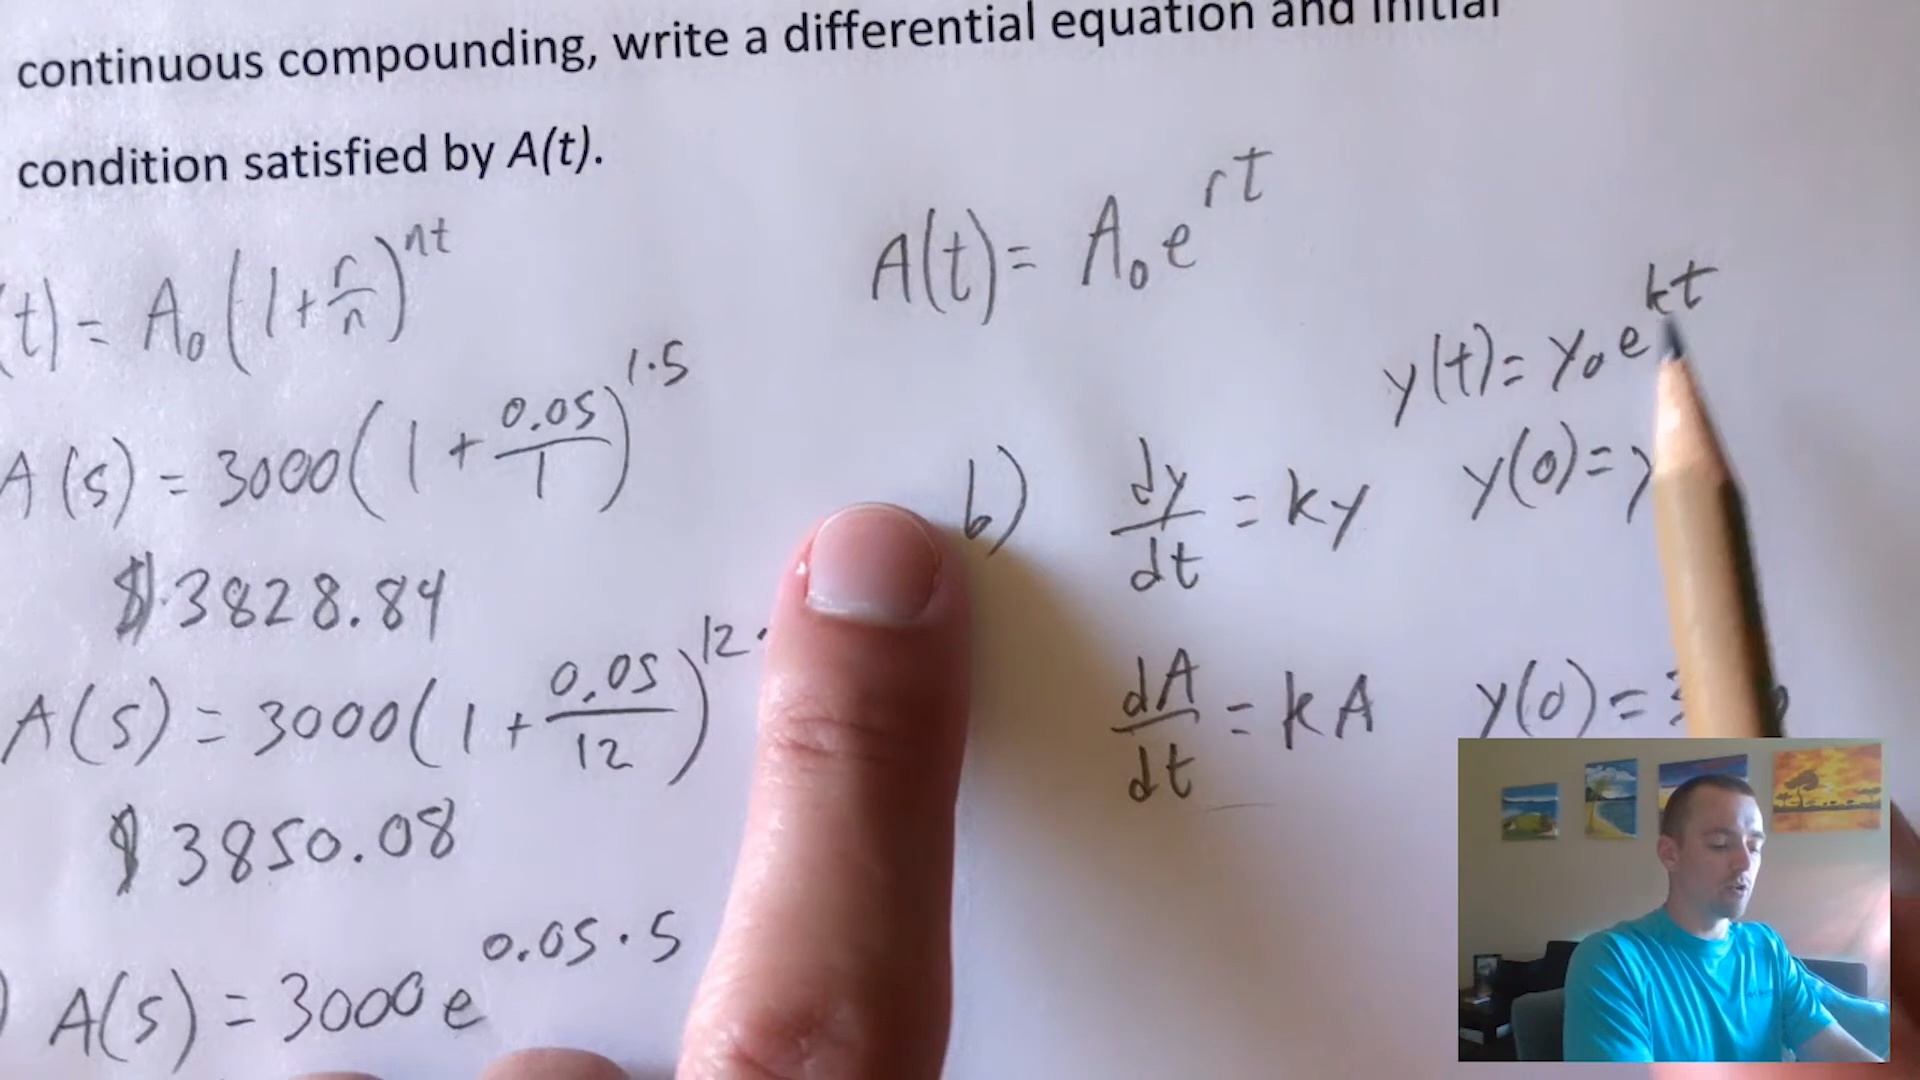 continuous compounding, write a differential equation and initial
condition satisfied by A(t).
t) = A₀(1+r/n)^nt
A(5) = 3000(1 + 0.05/1)^1·5
$3828.84
A(5) = 3000(1 + 0.05/12)^12·
$3850.08
) A(5) = 3000e^0.05·5
A(t) = A₀e^rt
y(t) = y₀e^kt
b) dy/dt = ky y(0) = y
dA/dt = kA y(0) =